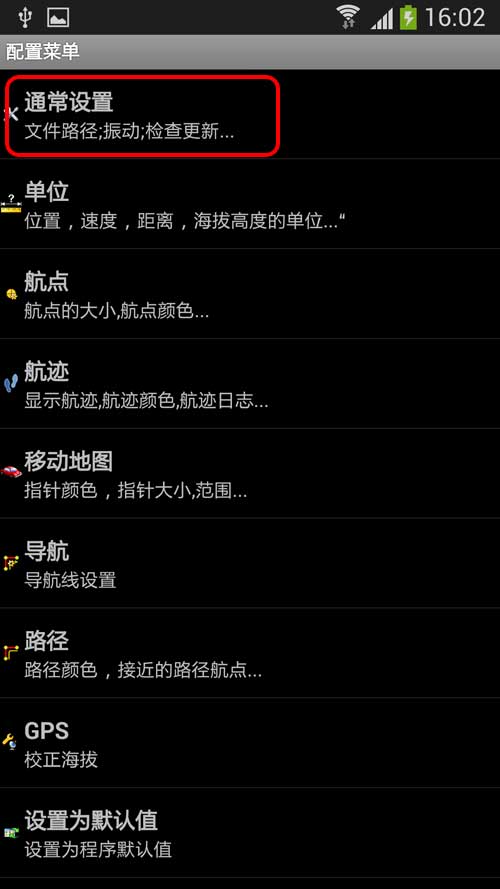 16:02
配置菜单
通常设置
文件路径;振动;检查更新...
单位
位置，速度，距离，海拔高度的单位...“
航点
航点的大小,航点颜色...
航迹
显示航迹,航迹颜色,航迹日志...
移动地图
指针颜色，指针大小,范围...
导航
导航线设置
路径
路径颜色，接近的路径航点...
GPS
校正海拔
设置为默认值
设置为程序默认值